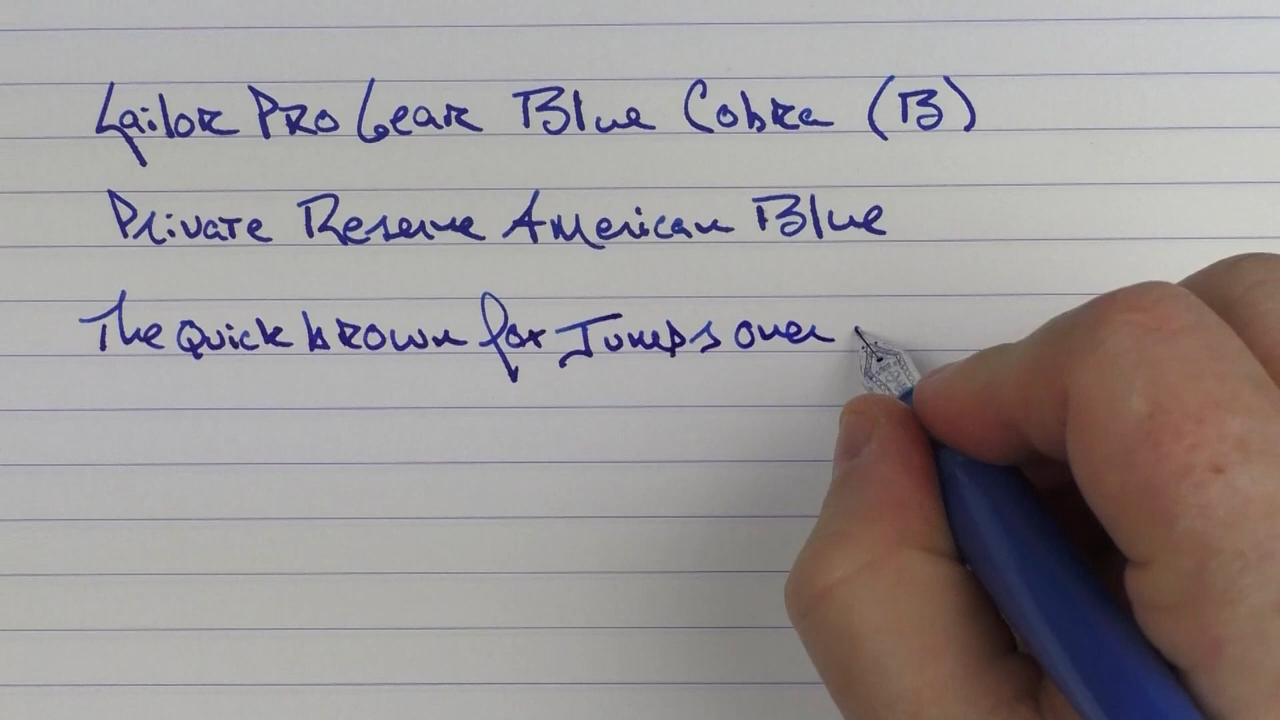 Sailor Pro Gear Blue Cobra (B)
Private Reserve American Blue
The quick brown fox jumps over